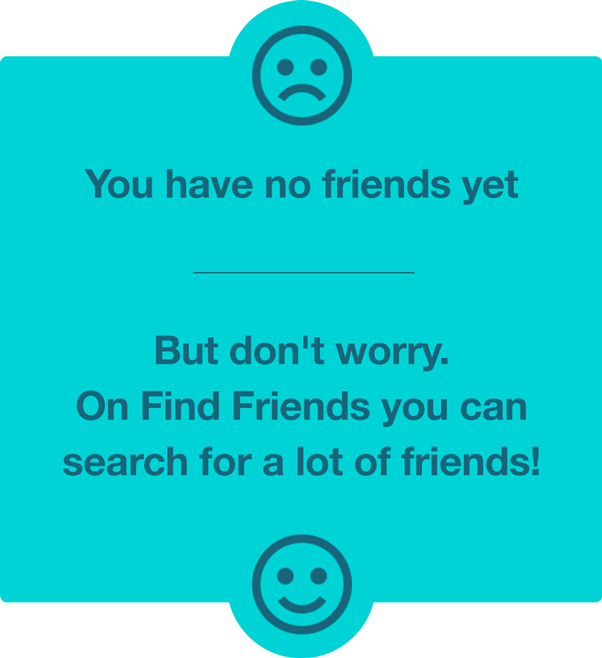 You have no friends yet
But don't worry.
On Find Friends you can
search for a lot of friends!